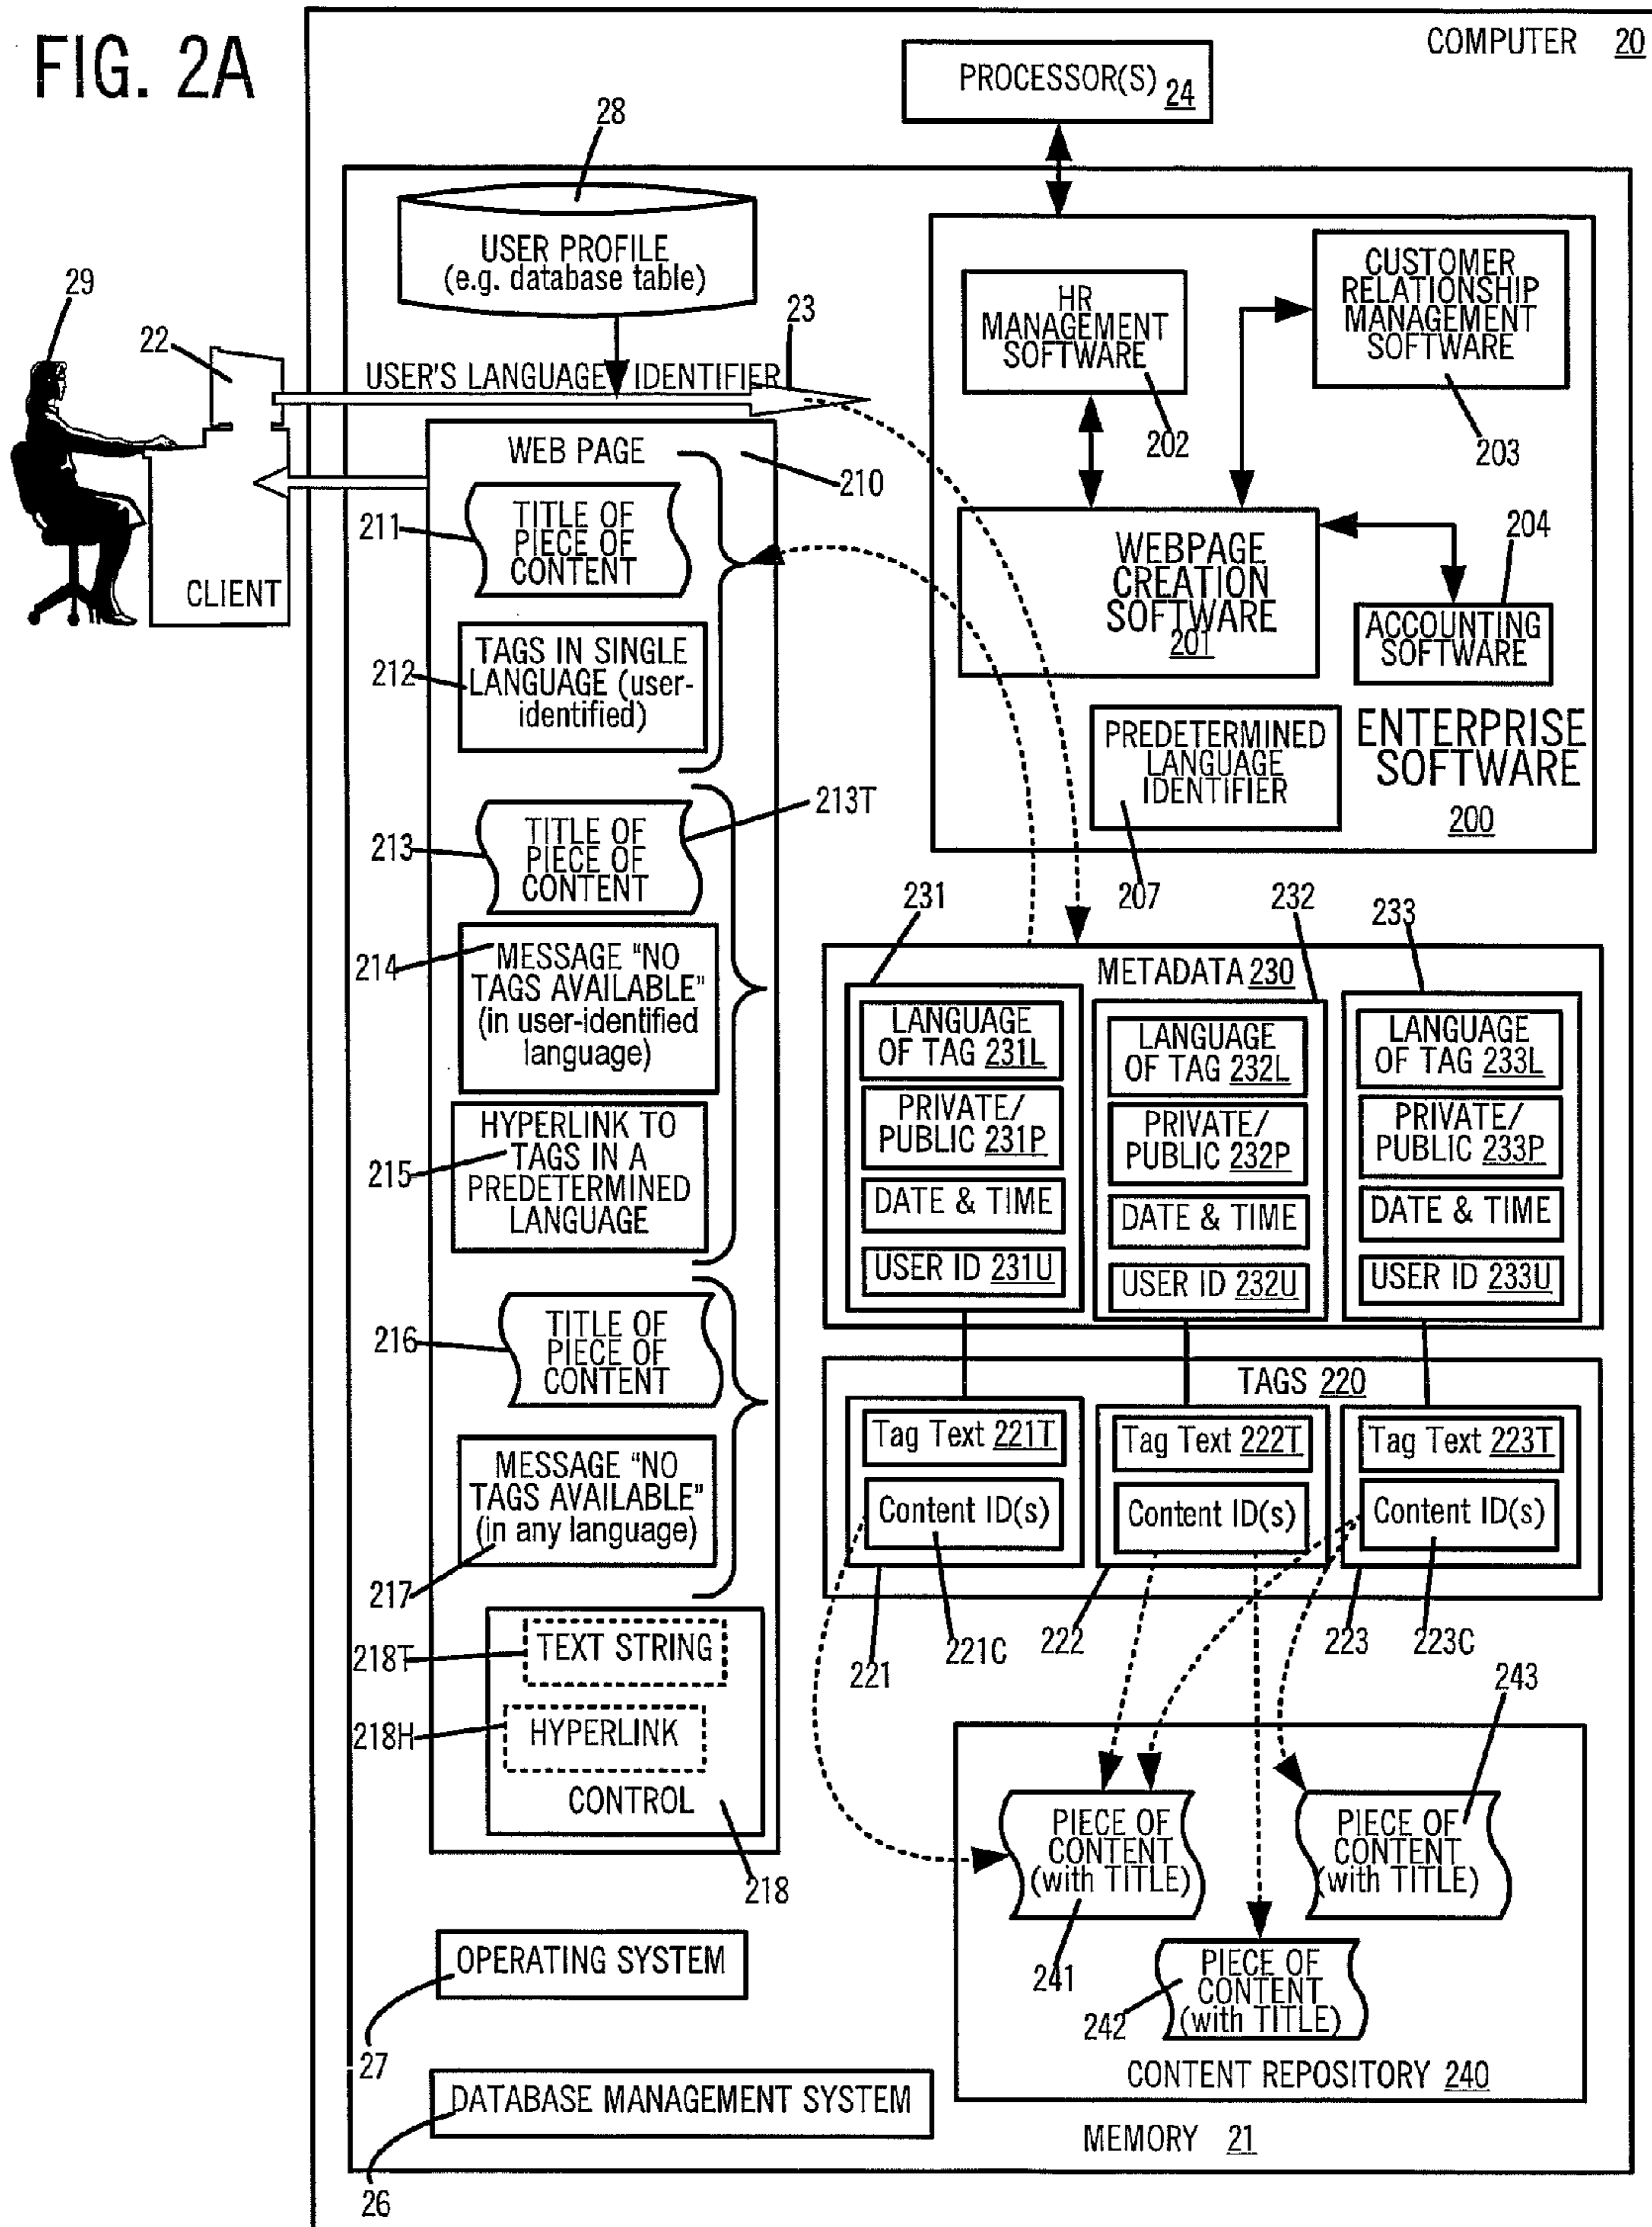 FIG. 2A
COMPUTER 20
PROCESSOR(S) 24
28
USER PROFILE
(e.g. database table)
29
22
23
USER'S LANGUAGE IDENTIFIER
CLIENT
HR
MANAGEMENT
SOFTWARE
202
CUSTOMER
RELATIONSHIP
MANAGEMENT
SOFTWARE
203
WEBPAGE
CREATION
SOFTWARE
201
204
ACCOUNTING
SOFTWARE
PREDETERMINED
LANGUAGE
IDENTIFIER
207
ENTERPRISE
SOFTWARE
200
WEB PAGE
210
211
TITLE OF
PIECE OF
CONTENT
212
TAGS IN SINGLE
LANGUAGE (user-
identified)
213
TITLE OF
PIECE OF
CONTENT
213T
214
MESSAGE “NO
TAGS AVAILABLE”
(in user-identified
language)
215
HYPERLINK TO
TAGS IN A
PREDETERMINED
LANGUAGE
216
TITLE OF
PIECE OF
CONTENT
MESSAGE “NO
TAGS AVAILABLE”
(in any language)
217
218T
TEXT STRING
218H
HYPERLINK
CONTROL
218
231
232
233
METADATA 230
LANGUAGE
OF TAG 231L
PRIVATE/
PUBLIC 231P
DATE & TIME
USER ID 231U
LANGUAGE
OF TAG 232L
PRIVATE/
PUBLIC 232P
DATE & TIME
USER ID 232U
LANGUAGE
OF TAG 233L
PRIVATE/
PUBLIC 233P
DATE & TIME
USER ID 233U
TAGS 220
Tag Text 221T
Content ID(s)
Tag Text 222T
Content ID(s)
Tag Text 223T
Content ID(s)
221
221C
222
223
223C
243
PIECE OF
CONTENT
(with TITLE)
241
PIECE OF
CONTENT
(with TITLE)
PIECE OF
CONTENT
(with TITLE)
242
CONTENT REPOSITORY 240
OPERATING SYSTEM
27
DATABASE MANAGEMENT SYSTEM
26
MEMORY 21